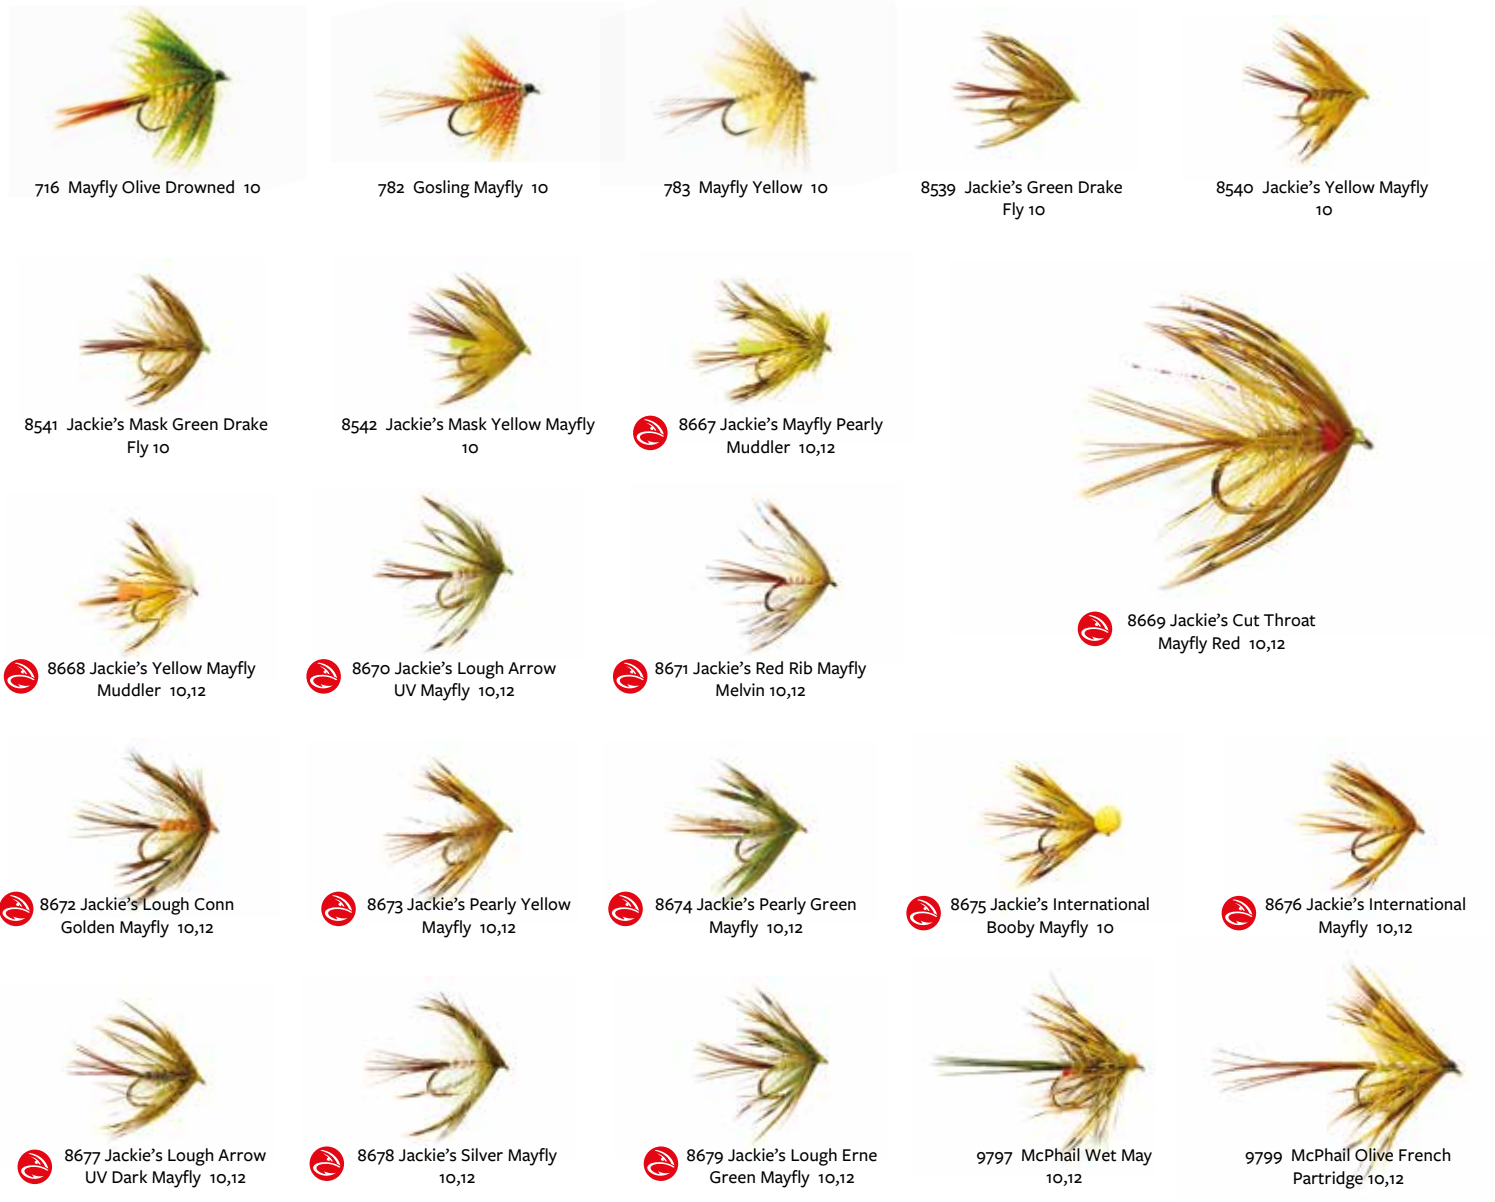 716 Mayfly Olive Drowned 10
782 Gosling Mayfly 10
783 Mayfly Yellow 10
8539 Jackie's Green Drake
Fly 10
8540 Jackie's Yellow Mayfly
10
8541 Jackie's Mask Green Drake
Fly 10
8542 Jackie's Mask Yellow Mayfly
10
8667 Jackie's Mayfly Pearly
Muddler 10,12
8669 Jackie's Cut Throat
Mayfly Red 10,12
8668 Jackie's Yellow Mayfly
Muddler 10,12
8670 Jackie's Lough Arrow
UV Mayfly 10,12
8671 Jackie's Red Rib Mayfly
Melvin 10,12
8672 Jackie's Lough Conn
Golden Mayfly 10,12
8673 Jackie's Pearly Yellow
Mayfly 10,12
8674 Jackie's Pearly Green
Mayfly 10,12
8675 Jackie's International
Booby Mayfly 10
8676 Jackie's International
Mayfly 10,12
8677 Jackie's Lough Arrow
UV Dark Mayfly 10,12
8678 Jackie's Silver Mayfly
10,12
8679 Jackie's Lough Erne
Green Mayfly 10,12
9797 McPhail Wet May
10,12
9799 McPhail Olive French
Partridge 10,12